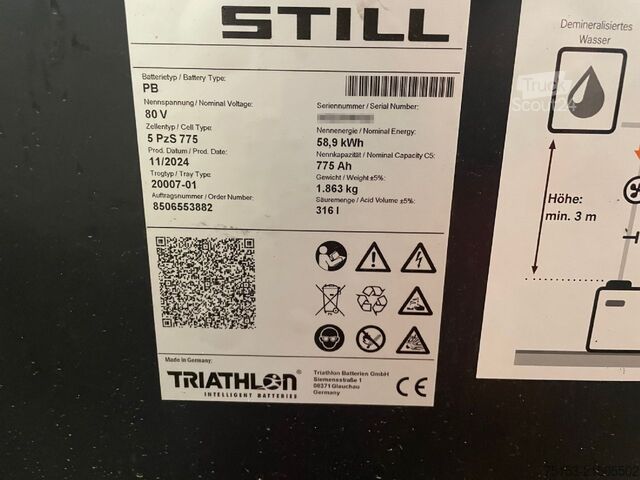 STILL
Batterietyp / Battery Type:
PB
Nennspannung / Nominal Voltage:
80 V
Zellentyp / Cell Type:
5 PzS 775
Prod. Datum / Prod. Date:
11/2024
Trogtyp / Tray Type:
20007-01
Auftragsnummer / Order Number:
8506553882
Seriennummer / Serial Number:
Nennenergie / Nominal Energy:
58,9 kWh
Nennkapazität / Nominal Capacity C5:
775 Ah
Gewicht / Weight ±5%:
1.863 kg
Säuremenge / Acid Volume ±5%:
316 l
Made in Germany:
TRIATHLON®
INTELLIGENT BATTERIES
Triathlon Batterien GmbH
Siemensstraße 1
08371 Glauchau
Germany
CE
Demineralisiertes
Wasser
Truck
Scout24
Höhe:
min. 3 m